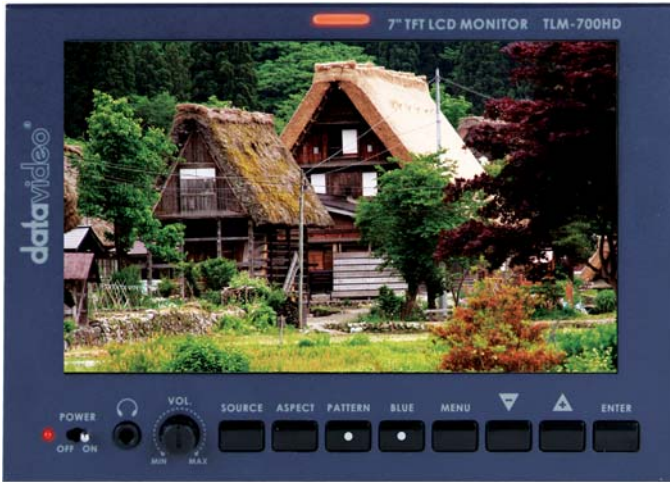 7" TFT LCD MONITOR TLM-700HD
datavideo®
POWER
OFF ON
VOL.
MIN MAX
SOURCE
ASPECT
PATTERN
BLUE
MENU
ENTER